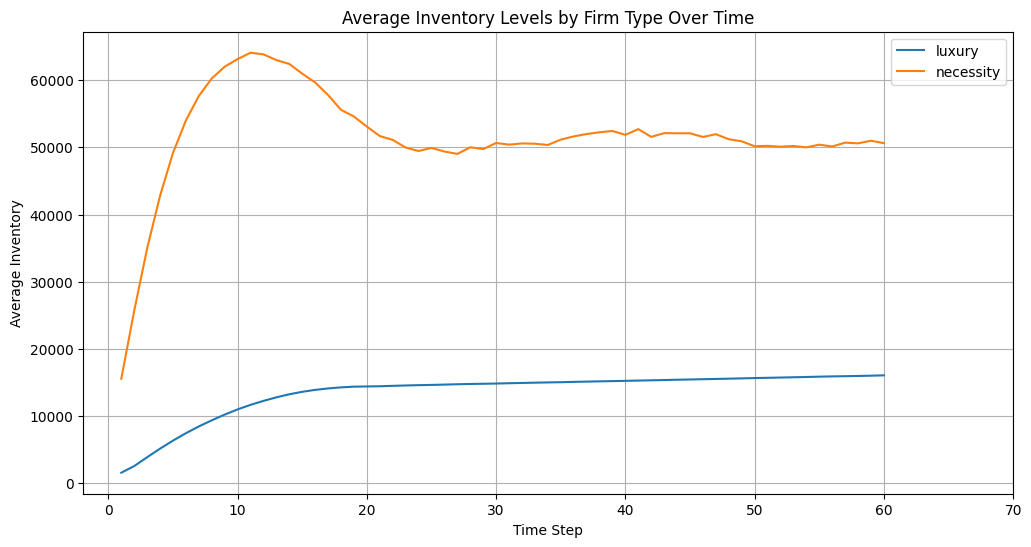 Average Inventory Levels by Firm Type Over Time
luxury
necessity
Average Inventory
60000
50000
40000
30000
20000
10000
0
0 10 20 30 40 50 60 70
Time Step